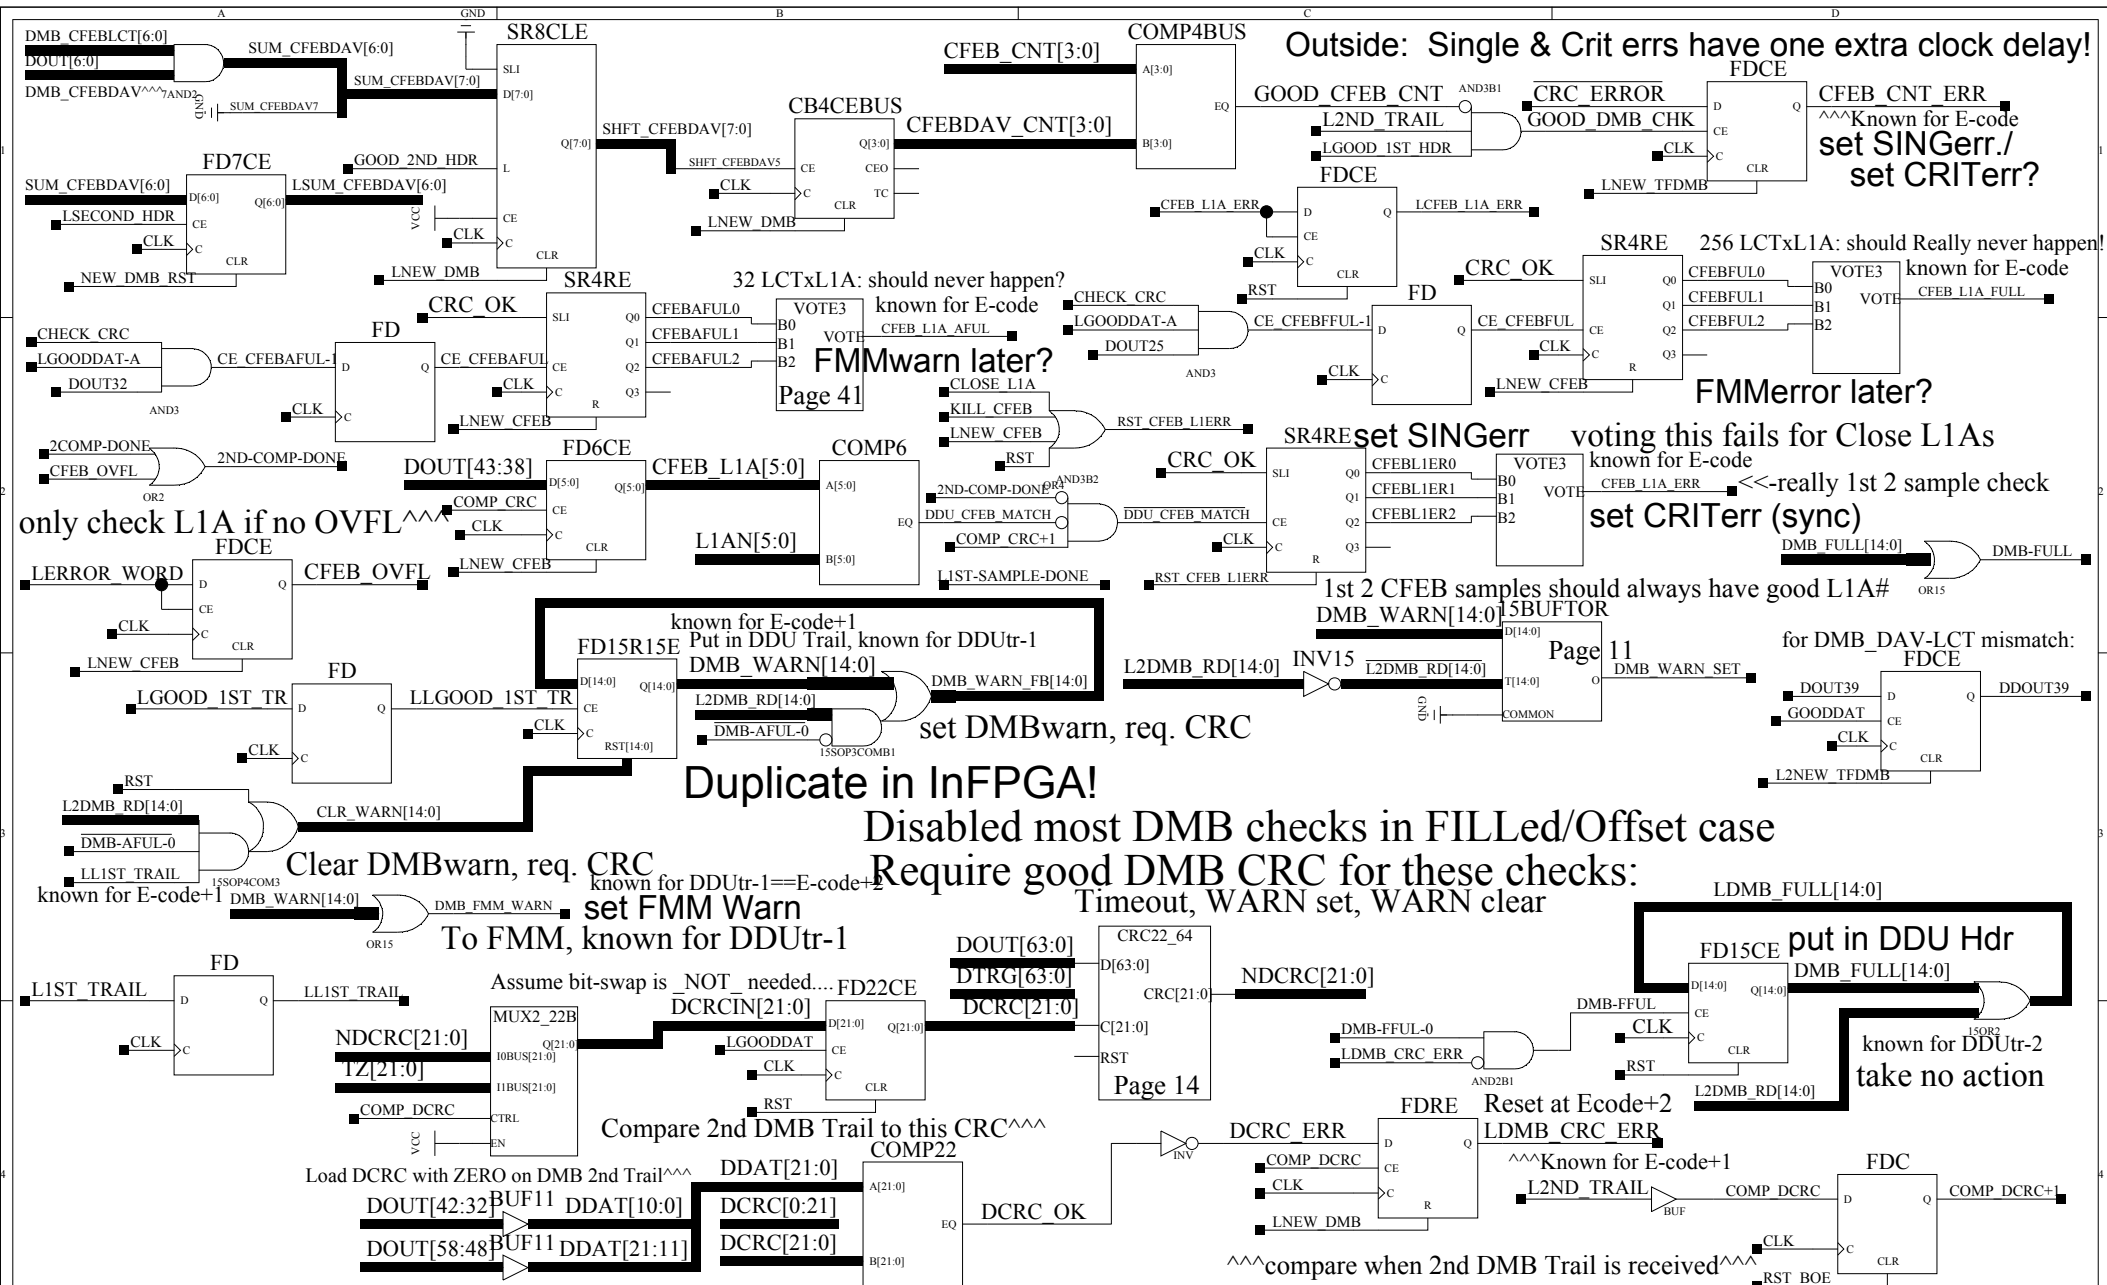 A
B
C
D
DMB_CFEBLCT[6:0]
DOUT[6:0]
DMB_CFEBDAV^^^
7AND2
SUM_CFEBDAV[6:0]
GND
SUM_CFEBDAV7
SUM_CFEBDAV[7:0]
GND
SR8CLE
SLI
D[7:0]
Q[7:0]
L
CE
C
CLR
GOOD_2ND_HDR
VCC
CLK
LNEW_DMB
SHFT_CFEBDAV[7:0]
SHFT_CFEBDAV5
CB4CEBUS
Q[3:0]
CE
CEO
C
TC
CLR
CLK
LNEW_DMB
CFEBDAV_CNT[3:0]
CFEB_CNT[3:0]
COMP4BUS
A[3:0]
EQ
B[3:0]
Outside: Single & Crit errs have one extra clock delay!
GOOD_CFEB_CNT
AND3B1
L2ND_TRAIL
LGOOD_1ST_HDR
CRC_ERROR
GOOD_DMB_CHK
CLK
LNEW_TFDMB
FDCE
D
Q
CE
C
CLR
CFEB_CNT_ERR
^^^Known for E-code
set SINGerr./
set CRITerr?
1
1
FD7CE
SUM_CFEBDAV[6:0]
LSUM_CFEBDAV[6:0]
D[6:0]
Q[6:0]
CE
C
CLR
LSECOND_HDR
CLK
NEW_DMB_RST
FDCE
CFEB_L1A_ERR
LCFEB_L1A_ERR
D
Q
CE
C
CLR
CLK
RST
SR4RE
256 LCTxL1A: should Really never happen!
known for E-code
CRC_OK
SLI
Q0
CFEBFUL0
Q1
CFEBFUL1
CE
Q2
CFEBFUL2
C
Q3
R
CLK
LNEW_CFEB
VOTE3
B0
B1
B2
VOTE
CFEB_L1A_FULL
FMMerror later?
32 LCTxL1A: should never happen?
known for E-code
SR4RE
CRC_OK
SLI
Q0
CFEBAFUL0
Q1
CFEBAFUL1
CE
Q2
CFEBAFUL2
C
Q3
R
CLK
LNEW_CFEB
VOTE3
B0
B1
B2
VOTE
CFEB_L1A_AFUL
FMMwarn later?
Page 41
CHECK_CRC
LGOODDAT-A
DOUT32
AND3
CE_CFEBAFUL-1
FD
D
Q
C
CLK
CE_CFEBAFUL
CHECK_CRC
LGOODDAT-A
DOUT25
AND3
CE_CFEBFFUL-1
FD
D
Q
C
CLK
CE_CFEBFUL
CLOSE_L1A
KILL_CFEB
LNEW_CFEB
RST
OR4
RST_CFEB_L1ERR
2COMP-DONE
CFEB_OVFL
OR2
2ND-COMP-DONE
only check L1A if no OVFL^^^
2
2
FD6CE
DOUT[43:38]
COMP_CRC
CLK
LNEW_CFEB
D[5:0]
Q[5:0]
CE
C
CLR
CFEB_L1A[5:0]
L1AN[5:0]
COMP6
A[5:0]
EQ
B[5:0]
AND3B2
2ND-COMP-DONE
DDU_CFEB_MATCH
COMP_CRC+1
L1ST-SAMPLE-DONE
DDU_CFEB_MATCH
SR4RE
set SINGerr
voting this fails for Close L1As
known for E-code
CRC_OK
SLI
Q0
CFEBL1ER0
Q1
CFEBL1ER1
CE
Q2
CFEBL1ER2
C
Q3
R
CLK
RST_CFEB_L1ERR
VOTE3
B0
B1
B2
VOTE
CFEB_L1A_ERR
<<-really 1st 2 sample check
set CRITerr (sync)
1st 2 CFEB samples should always have good L1A#
DMB_FULL[14:0]
OR15
DMB-FULL
FDCE
LERROR_WORD
CFEB_OVFL
D
Q
CE
C
CLR
CLK
LNEW_CFEB
FD
LGOOD_1ST_TR
LLGOOD_1ST_TR
D
Q
C
CLK
known for E-code+1
Put in DDU Trail, known for DDUtr-1
FD15R15E
D[14:0]
Q[14:0]
CE
C
RST[14:0]
CLK
DMB_WARN[14:0]
L2DMB_RD[14:0]
DMB-AFUL-0
15SOP3COMB1
DMB_WARN_FB[14:0]
set DMBwarn, req. CRC
L2DMB_RD[14:0]
INV15
L2DMB_RD[14:0]
DMB_WARN[14:0]
15BUFTOR
D[14:0]
Page 11
T[14:0]
O
COMMON
GND
DMB_WARN_SET
for DMB_DAV-LCT mismatch:
FDCE
DOUT39
GOODDAT
CLK
L2NEW_TFDMB
D
Q
CE
C
CLR
DDOUT39
Duplicate in InFPGA!
Disabled most DMB checks in FILLed/Offset case
Require good DMB CRC for these checks:
Timeout, WARN set, WARN clear
3
3
RST
L2DMB_RD[14:0]
DMB-AFUL-0
LL1ST_TRAIL
15SOP4COM3
CLR_WARN[14:0]
Clear DMBwarn, req. CRC
known for E-code+1
DMB_WARN[14:0]
OR15
DMB_FMM_WARN
known for DDUtr-1==E-code+2
set FMM Warn
To FMM, known for DDUtr-1
FD
L1ST_TRAIL
LL1ST_TRAIL
D
Q
C
CLK
Assume bit-swap is _NOT_ needed....
MUX2_22B
NDCRC[21:0]
TZ[21:0]
COMP_DCRC
VCC
I0BUS[21:0]
Q[21:0]
I1BUS[21:0]
CTRL
EN
DCRCIN[21:0]
FD22CE
LGOODDAT
CLK
RST
D[21:0]
Q[21:0]
CE
C
CLR
DOUT[63:0]
DTRG[63:0]
DCRC[21:0]
CRC22_64
D[63:0]
CRC[21:0]
C[21:0]
RST
Page 14
NDCRC[21:0]
DMB-FFUL-0
LDMB_CRC_ERR
AND2B1
DMB-FFUL
LDMB_FULL[14:0]
FD15CE
put in DDU Hdr
DMB_FULL[14:0]
D[14:0]
Q[14:0]
CE
C
CLR
CLK
RST
15OR2
known for DDUtr-2
take no action
L2DMB_RD[14:0]
Compare 2nd DMB Trail to this CRC^^^
Load DCRC with ZERO on DMB 2nd Trail^^^
4
4
DOUT[42:32]
BUF11
DDAT[10:0]
DOUT[58:48]
BUF11
DDAT[21:11]
DDAT[21:0]
DCRC[0:21]
DCRC[21:0]
COMP22
A[21:0]
EQ
B[21:0]
DCRC_OK
INV
DCRC_ERR
COMP_DCRC
CLK
LNEW_DMB
FDRE
D
Q
CE
C
R
Reset at Ecode+2
LDMB_CRC_ERR
^^^Known for E-code+1
L2ND_TRAIL
BUF
COMP_DCRC
FDC
D
Q
C
CLR
CLK
RST_BOE
COMP_DCRC+1
^^^compare when 2nd DMB Trail is received^^^